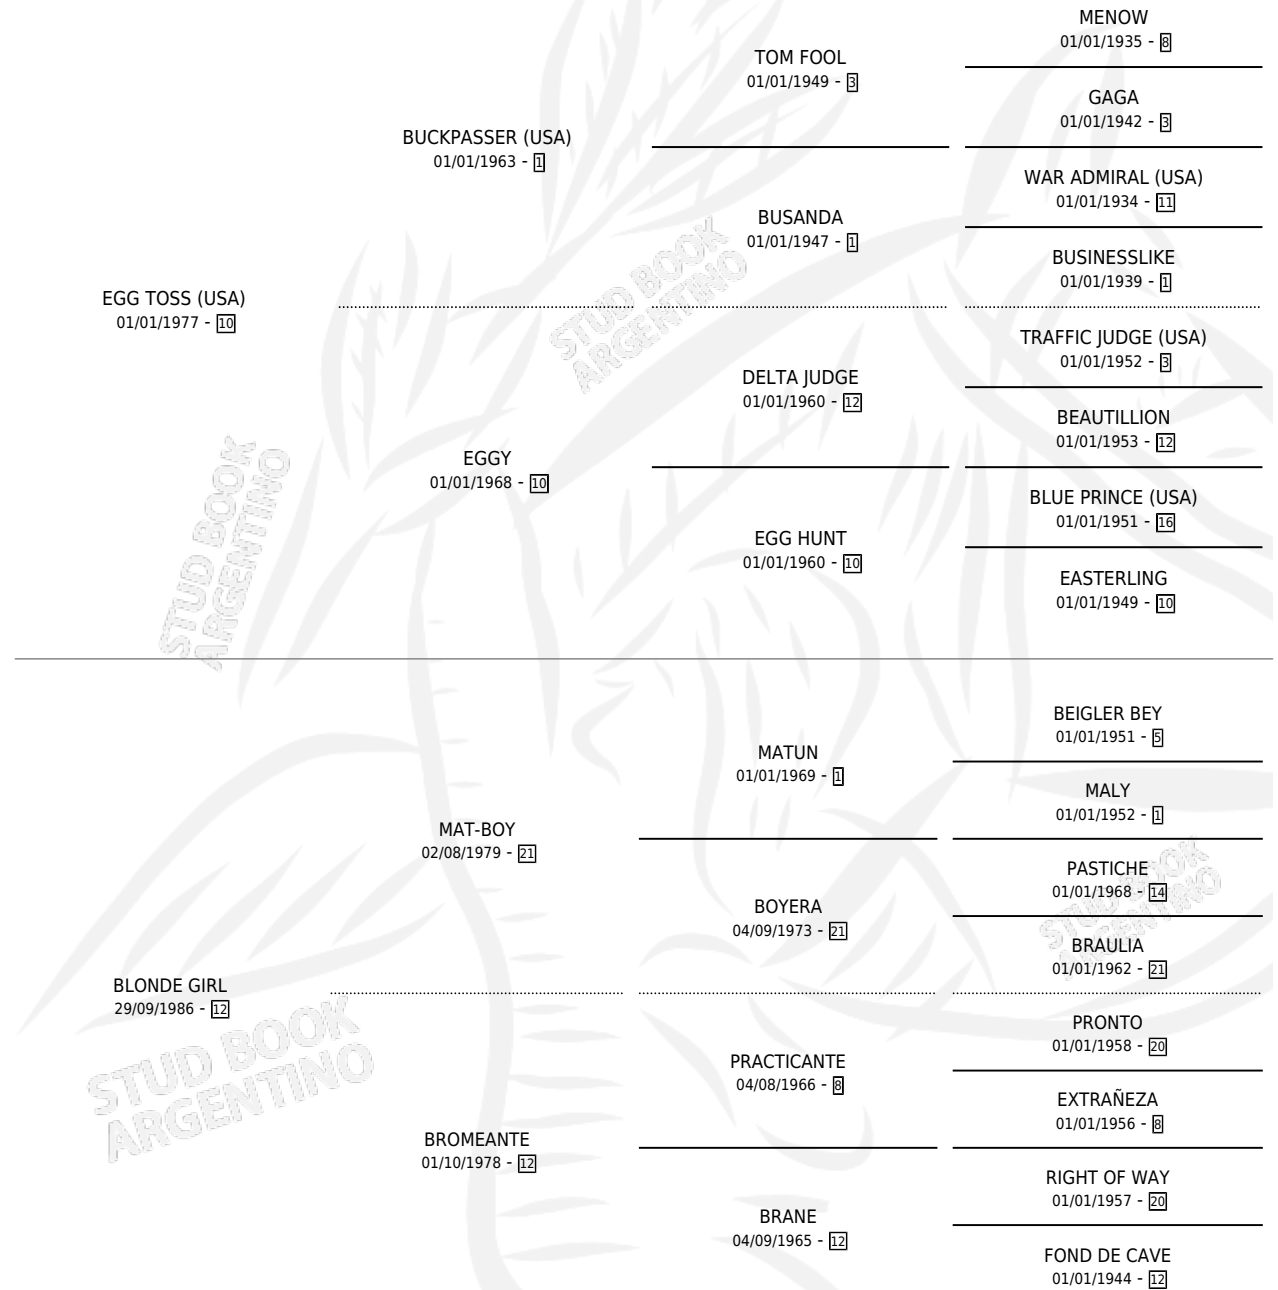 MENOW
01/01/1935 - 8
TOM FOOL
01/01/1949 - 3
GAGA
01/01/1942 - 3
BUCKPASSER (USA)
01/01/1963 - 1
WAR ADMIRAL (USA)
01/01/1934 - 11
BUSANDA
01/01/1947 - 1
BUSINESSLIKE
01/01/1939 - 1
EGG TOSS (USA)
01/01/1977 - 10
TRAFFIC JUDGE (USA)
01/01/1952 - 3
DELTA JUDGE
01/01/1960 - 12
BEAUTILLION
01/01/1953 - 12
EGGY
01/01/1968 - 10
BLUE PRINCE (USA)
01/01/1951 - 16
EGG HUNT
01/01/1960 - 10
EASTERLING
01/01/1949 - 10
STUD BOOK
ARGENTINO
STUD BOOK
ARGENTINO
BEIGLER BEY
01/01/1951 - 5
MATUN
01/01/1969 - 1
MALY
01/01/1952 - 1
MAT-BOY
02/08/1979 - 21
PASTICHE
01/01/1968 - 14
BOYERA
04/09/1973 - 21
BRAULIA
01/01/1962 - 21
BLONDE GIRL
29/09/1986 - 12
PRONTO
01/01/1958 - 20
PRACTICANTE
04/08/1966 - 8
EXTRAÑEZA
01/01/1956 - 8
BROMEANTE
01/10/1978 - 12
RIGHT OF WAY
01/01/1957 - 20
BRANE
04/09/1965 - 12
FOND DE CAVE
01/01/1944 - 12
STUD BOOK
ARGENTINO
STUD BOOK
ARGENTINO